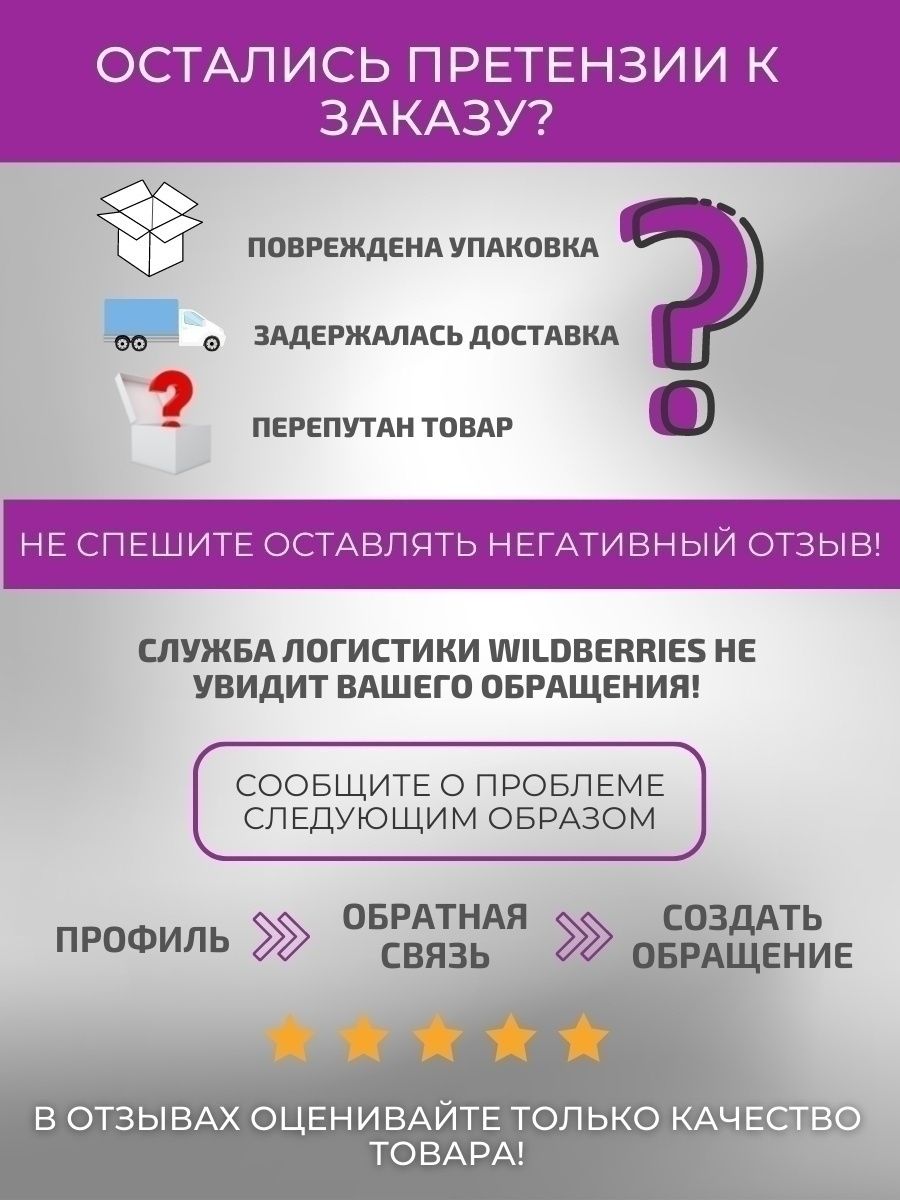 ОСТАЛИСЬ ПРЕТЕНЗИИ К
ЗАКАЗУ?
ПОВРЕЖДЕНА УПАКОВКА
ЗАДЕРЖАЛАСЬ ДОСТАВКА
ПЕРЕПУТАН ТОВАР
НЕ СПЕШИТЕ ОСТАВЛЯТЬ НЕГАТИВНЫЙ ОТЗЫВ!
СЛУЖБА ЛОГИСТИКИ WILDBERRIES НЕ
УВИДИТ ВАШЕГО ОБРАЩЕНИЯ!
СООБЩИТЕ О ПРОБЛЕМЕ
СЛЕДУЮЩИМ ОБРАЗОМ
ПРОФИЛЬ
ОБРАТНАЯ
СВЯЗЬ
СОЗДАТЬ
ОБРАЩЕНИЕ
В ОТЗЫВАХ ОЦЕНИВАЙТЕ ТОЛЬКО КАЧЕСТВО
ТОВАРА!